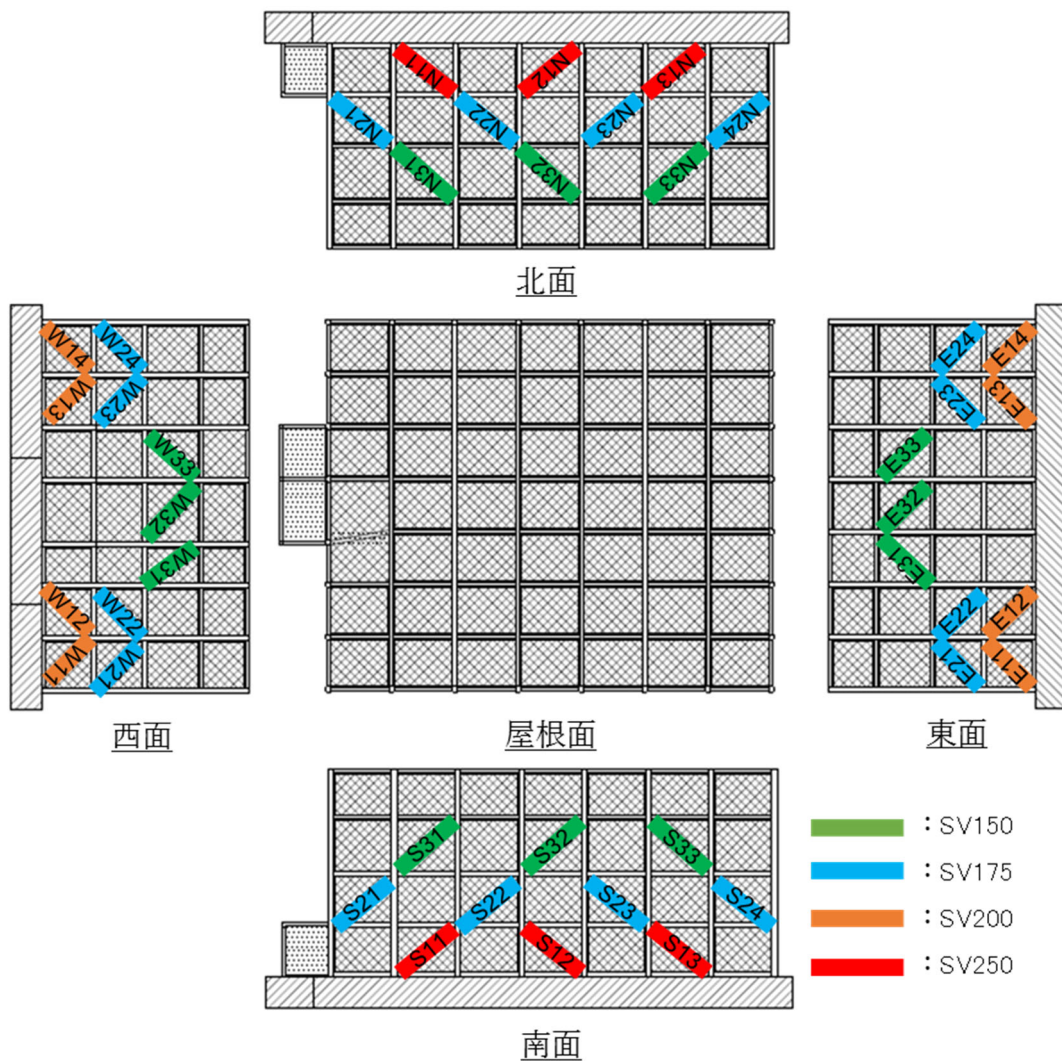 N11
N12
N13
N21
N22
N23
N24
N31
N32
N33
北面
W14
W24
W13
W23
W33
W32
W31
W12
W22
W11
W21
西面
屋根面
E24
E14
E23
E13
E33
E32
E31
E22
E12
E21
E11
東面
S31
S32
S33
S21
S22
S23
S24
S11
S12
S13
南面
：SV150
：SV175
：SV200
：SV250